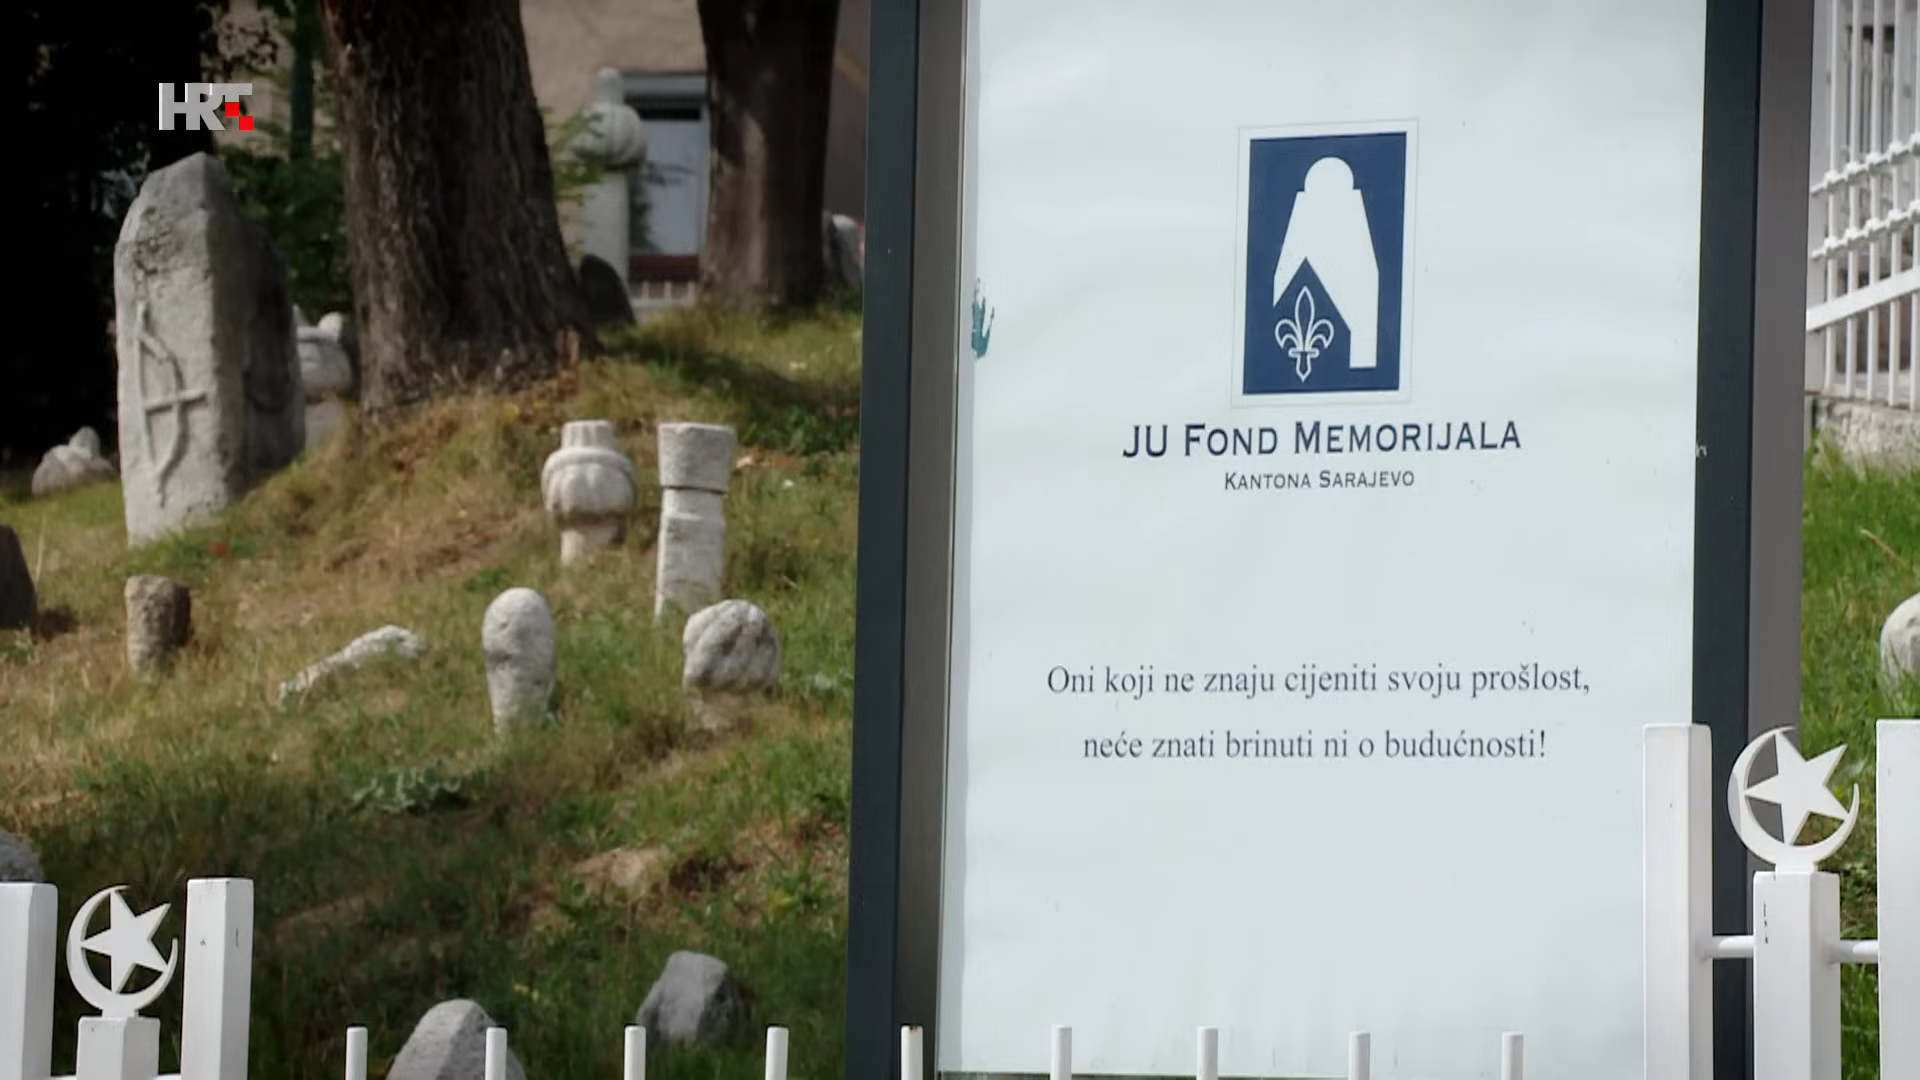 HRT
JU FOND MEMORIJALA
KANTONA SARAJEVO
Oni koji ne znaju cijeniti svoju prošlost,
neće znati brinuti ni o budućnosti!